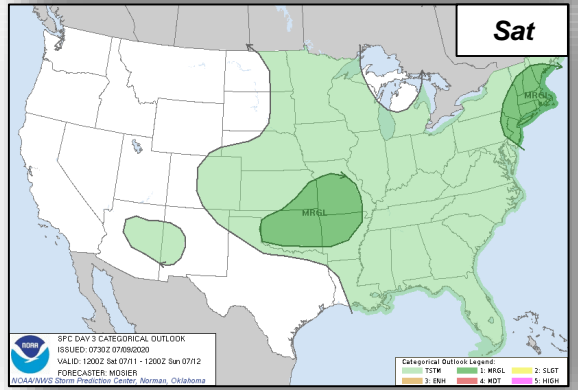 Sat
MRGL
MRGL
NOAA
SPC DAY 3 CATEGORICAL OUTLOOK
ISSUED: 0730Z 07/09/2020
VALID: 1200Z Sat 07/11 - 1200Z Sun 07/12
FORECASTER: MOSIER
NOAA/NWS Storm Prediction Center, Norman, Oklahoma
Categorical Outlook Legend:
TSTM 1: MRGL 2: SLGT
3: ENH 4: MDT 5: HIGH